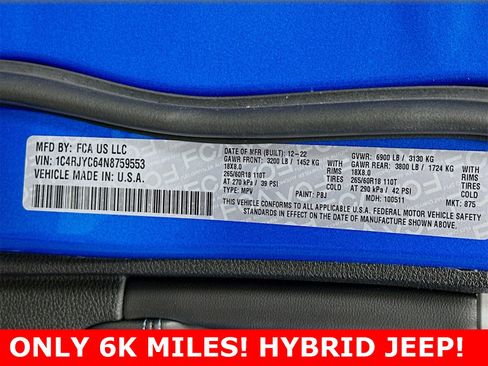 MFD BY: FCA US LLC
VIN: 1C4RJYC64N8759553
VEHICLE MADE IN: U.S.A.
DATE OF MFR (BUILT): 12-22
GAWR FRONT: 3200 LB / 1452 KG
18X8.0
265/60R18 110T
AT 270 kPa / 39 PSI
TYPE: MPV PAINT: PBJ
WITH
RIMS
TIRES
COLD
GVWR: 6900 LB / 3130 KG
GAWR REAR: 3800 LB / 1724 KG
18X8.0
265/60R18 110T
AT 290 kPa / 42 PSI
MDH: 100511 MKT: 875
WITH
RIMS
TIRES
COLD
THIS VEHICLE CONFORMS TO ALL APPLICABLE U.S.A. FEDERAL MOTOR VEHICLE SAFETY
STANDARDS IN EFFECT ON THE DATE OF MANUFACTURE SHOWN ABOVE.
ONLY 6K MILES! HYBRID JEEP!